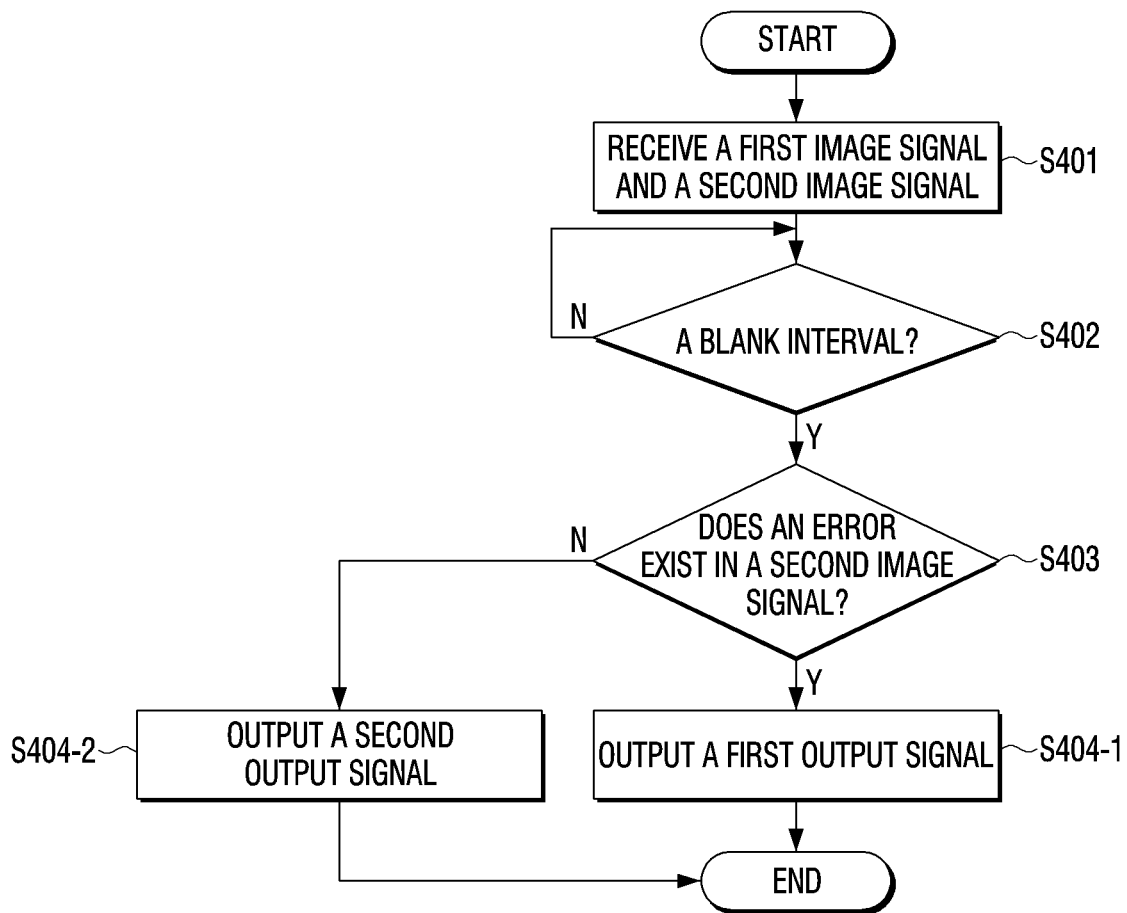 START
RECEIVE A FIRST IMAGE SIGNAL
AND A SECOND IMAGE SIGNAL
S401
N
A BLANK INTERVAL?
S402
Y
N
DOES AN ERROR
EXIST IN A SECOND IMAGE
SIGNAL?
S403
Y
S404-2
OUTPUT A SECOND
OUTPUT SIGNAL
OUTPUT A FIRST OUTPUT SIGNAL
S404-1
END